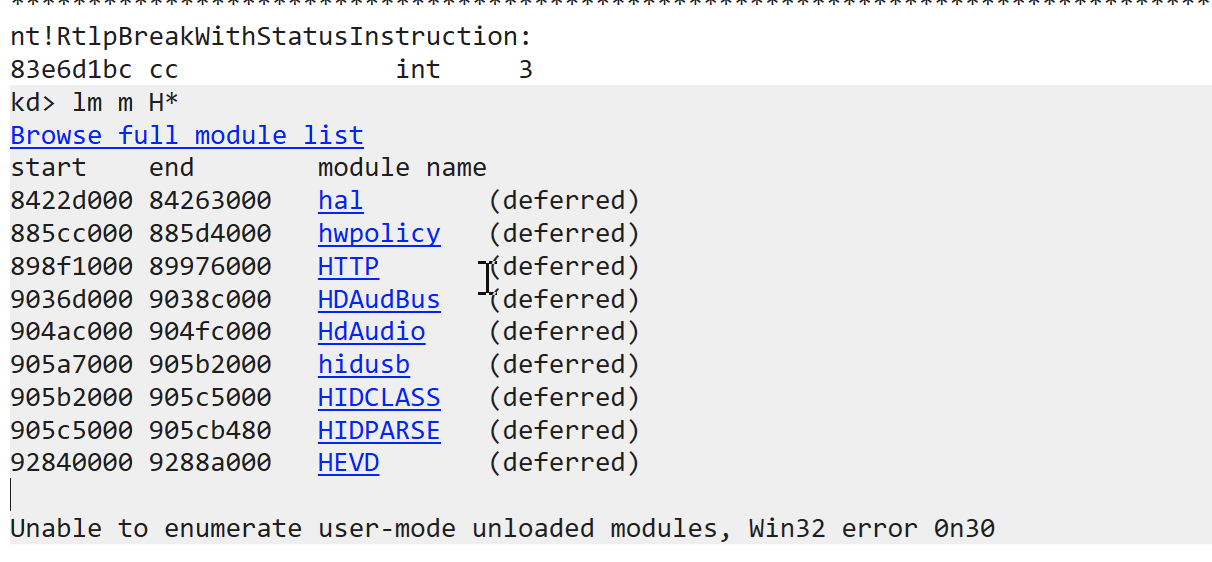 ********************************************************************************
nt!RtlpBreakWithStatusInstruction:
83e6d1bc cc              int     3
kd> lm m H*
Browse full module list
start    end        module name
8422d000 84263000   hal        (deferred)
885cc000 885d4000   hwpolicy   (deferred)
898f1000 89976000   HTTP       (deferred)
9036d000 9038c000   HDAudBus   (deferred)
904ac000 904fc000   HdAudio    (deferred)
905a7000 905b2000   hidusb     (deferred)
905b2000 905c5000   HIDCLASS   (deferred)
905c5000 905cb480   HIDPARSE   (deferred)
92840000 9288a000   HEVD       (deferred)
Unable to enumerate user-mode unloaded modules, Win32 error 0n30